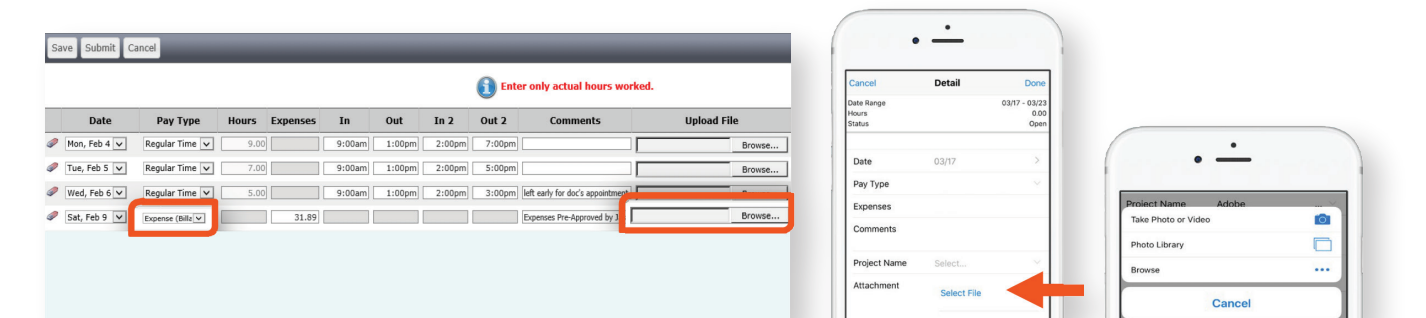 Save Submit Cancel
Enter only actual hours worked.
Date Pay Type Hours Expenses In Out In 2 Out 2 Comments Upload File
Mon, Feb 4 Regular Time 9.00 9:00am 1:00pm 2:00pm 7:00pm Browse...
Tue, Feb 5 Regular Time 7.00 9:00am 1:00pm 2:00pm 5:00pm Browse...
Wed, Feb 6 Regular Time 5.00 9:00am 1:00pm 2:00pm 3:00pm left early for doc's appointment
Sat, Feb 9 Expense (Billa 31.89 Expenses Pre-Approved by Browse...
Cancel Detail Done
Date Range 03/17 - 03/23
Hours 0.00
Status Open
Date 03/17
Pay Type
Expenses
Comments
Project Name Select...
Attachment Select File
Project Name Adobe
Take Photo or Video
Photo Library
Browse
Cancel